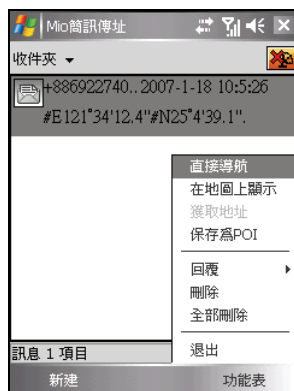 Mio簡訊傳址
收件夾
+886922740..2007-1-18 10:5:26
#E121°34'12.4"#N25°4'39.1".
直接導航
在地圖上顯示
獲取地址
保存爲POI
回覆
刪除
全部刪除
退出
訊息 1 項目
新建
功能表